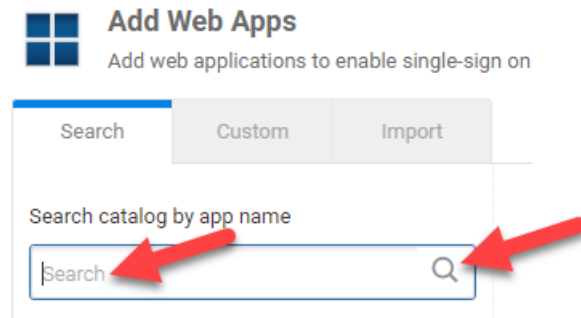 Add Web Apps
Add web applications to enable single-sign on
Search Custom Import
Search catalog by app name
Search